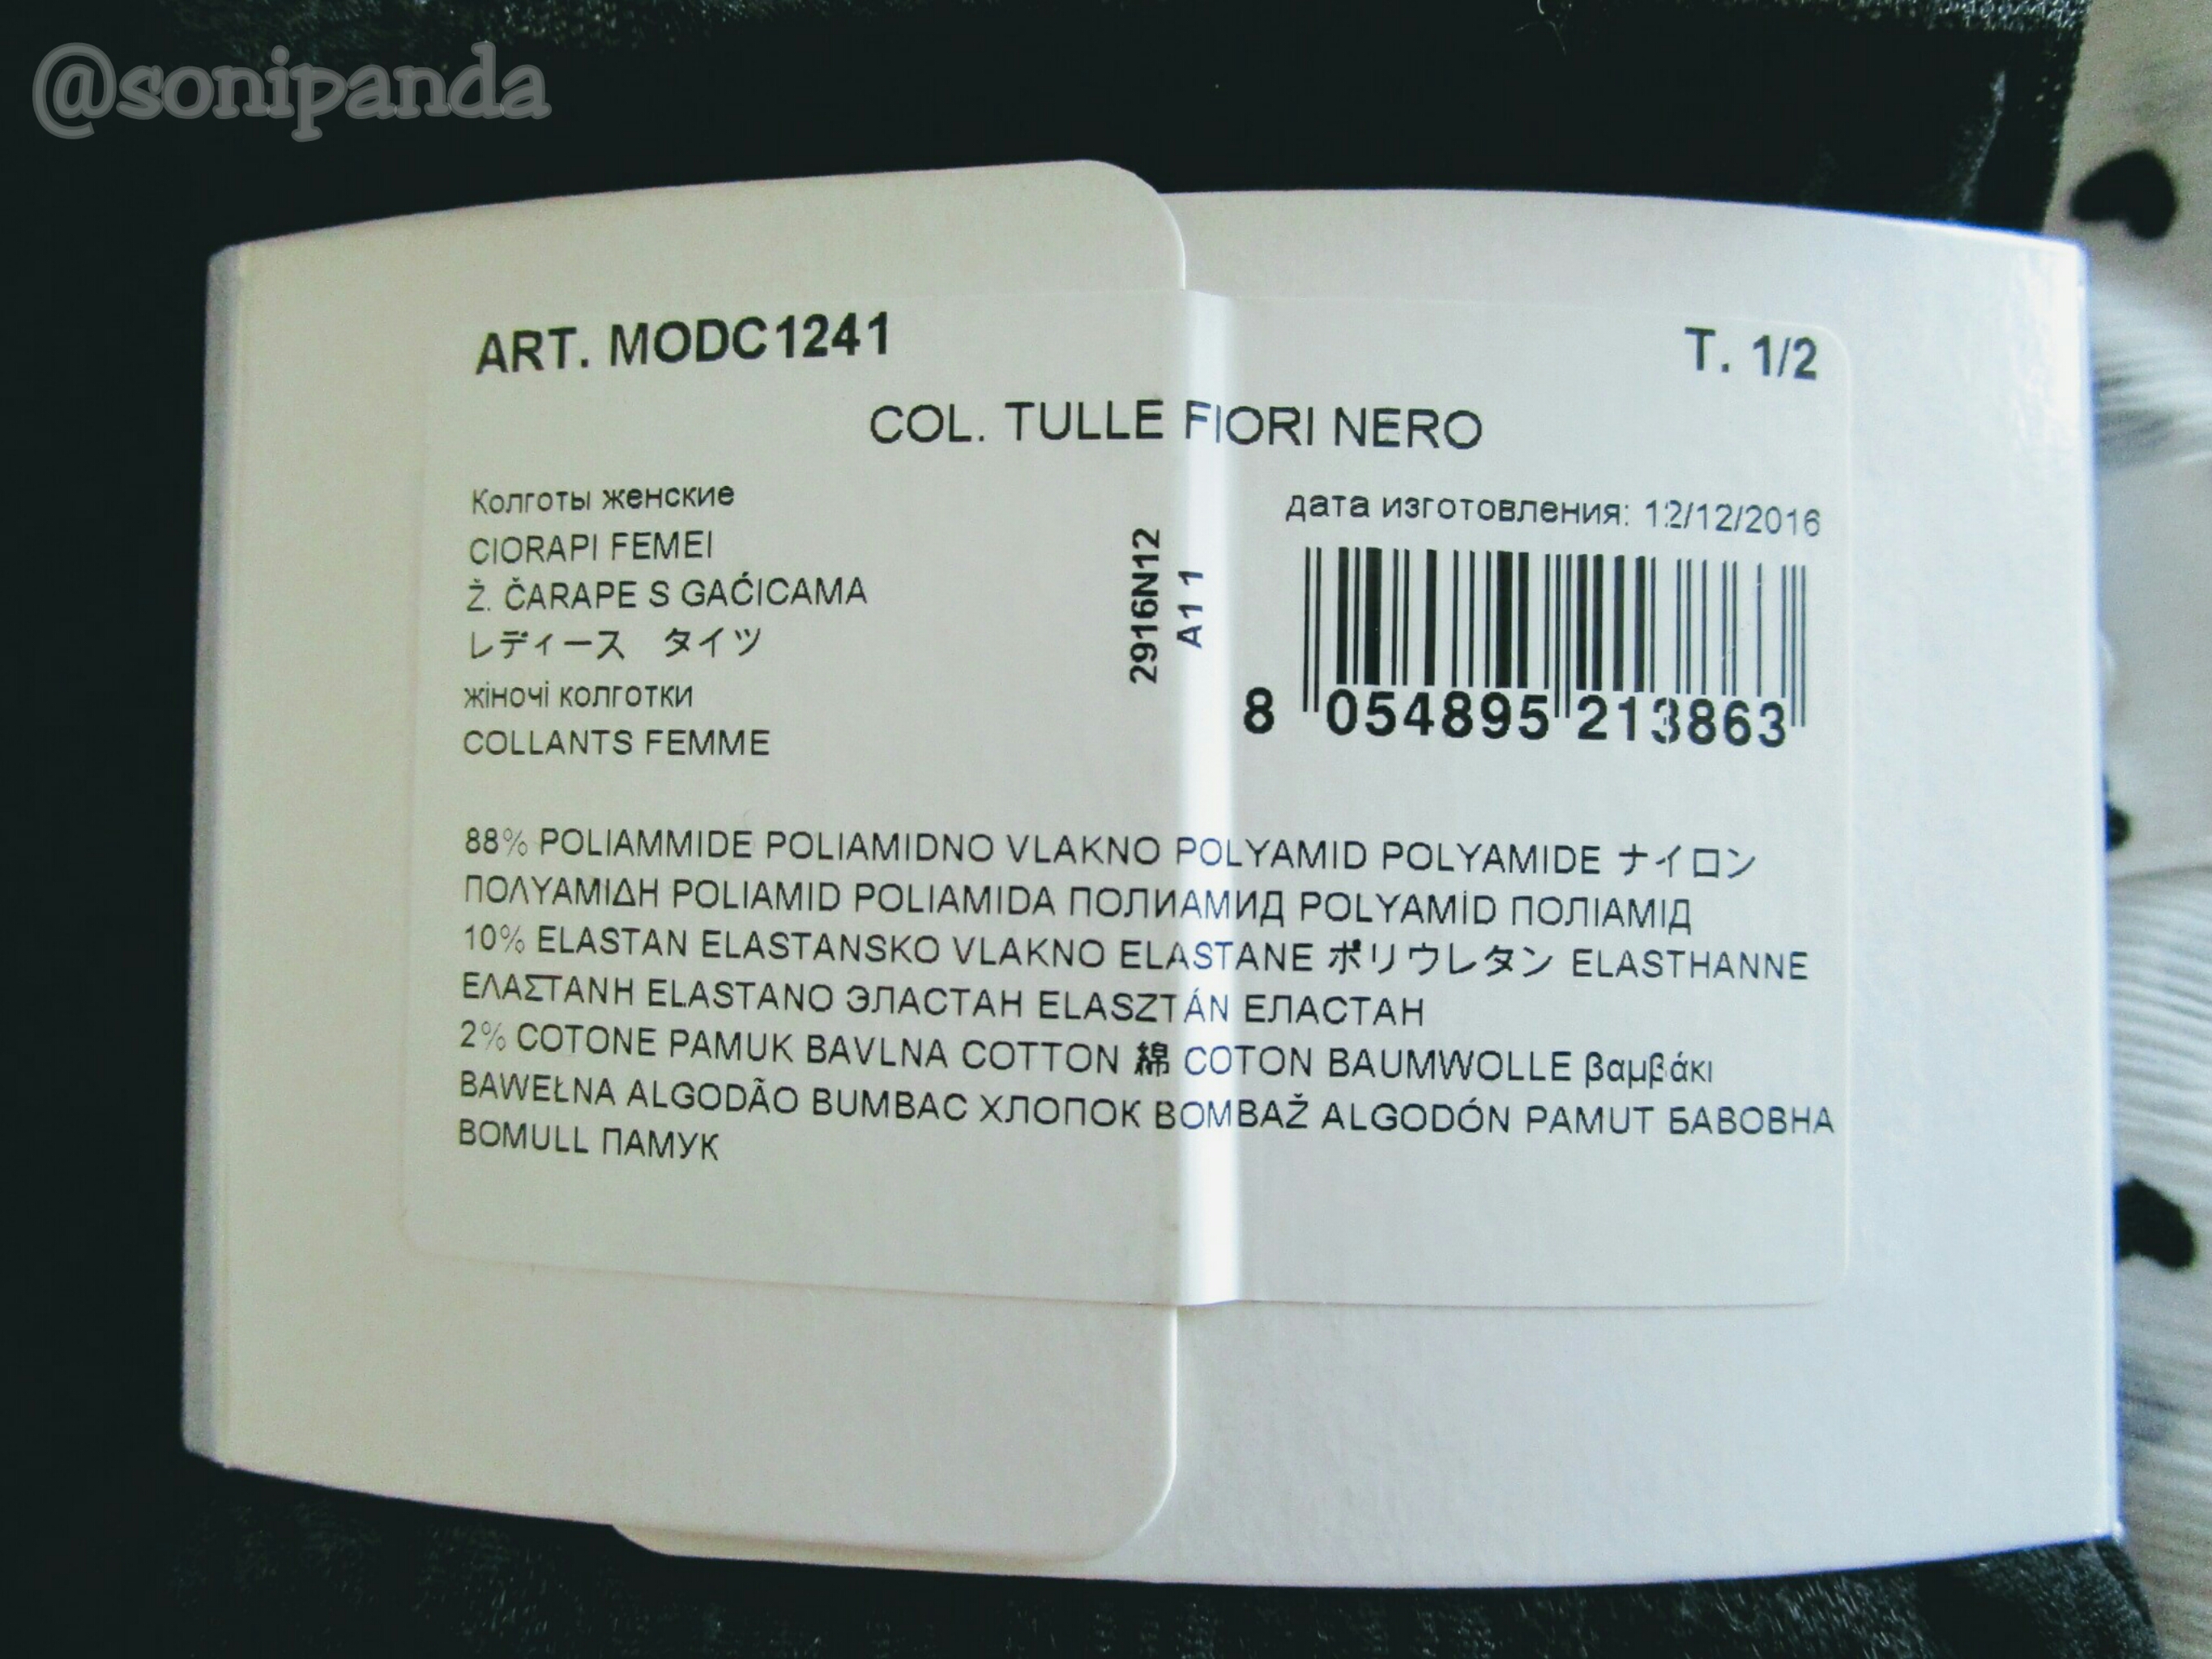 @sonipanda
ART. MODC1241
T. 1/2
COL. TULLE FIORI NERO
Колготы женские
CIORAPI FEMEI
Ž. ČARAPE S GAĆICAMA
レディース タイツ
жіночі колготки
COLLANTS FEMME
2916N12
A1 1
дата изготовления: 12/12/2016
8 054895 213863
88% POLIAMMIDE POLIAMIDNO VLAKNO POLYAMID POLYAMIDE ナイロン
ΠΟΛΥΑΜΙΔΗ POLIAMID POLIAMIDA ПОЛИАМИД POLYAMİD ПОЛІАМІД
10% ELASTAN ELASTANSKO VLAKNO ELASTANE ポリウレタン ELASTHANNE
ΕΛΑΣΤΑΝΗ ELASTANO ЭЛАСТАН ELASZTÁN ЕЛАСТАН
2% COTONE PAMUK BAVLNA COTTON 綿 COTON BAUMWOLLE βαμβάκι
BAWEŁNA ALGODÃO BUMBAC ХЛОПОК BOMBAŽ ALGODÓN PAMUT БАВОВНА
BOMULL ПАМУК